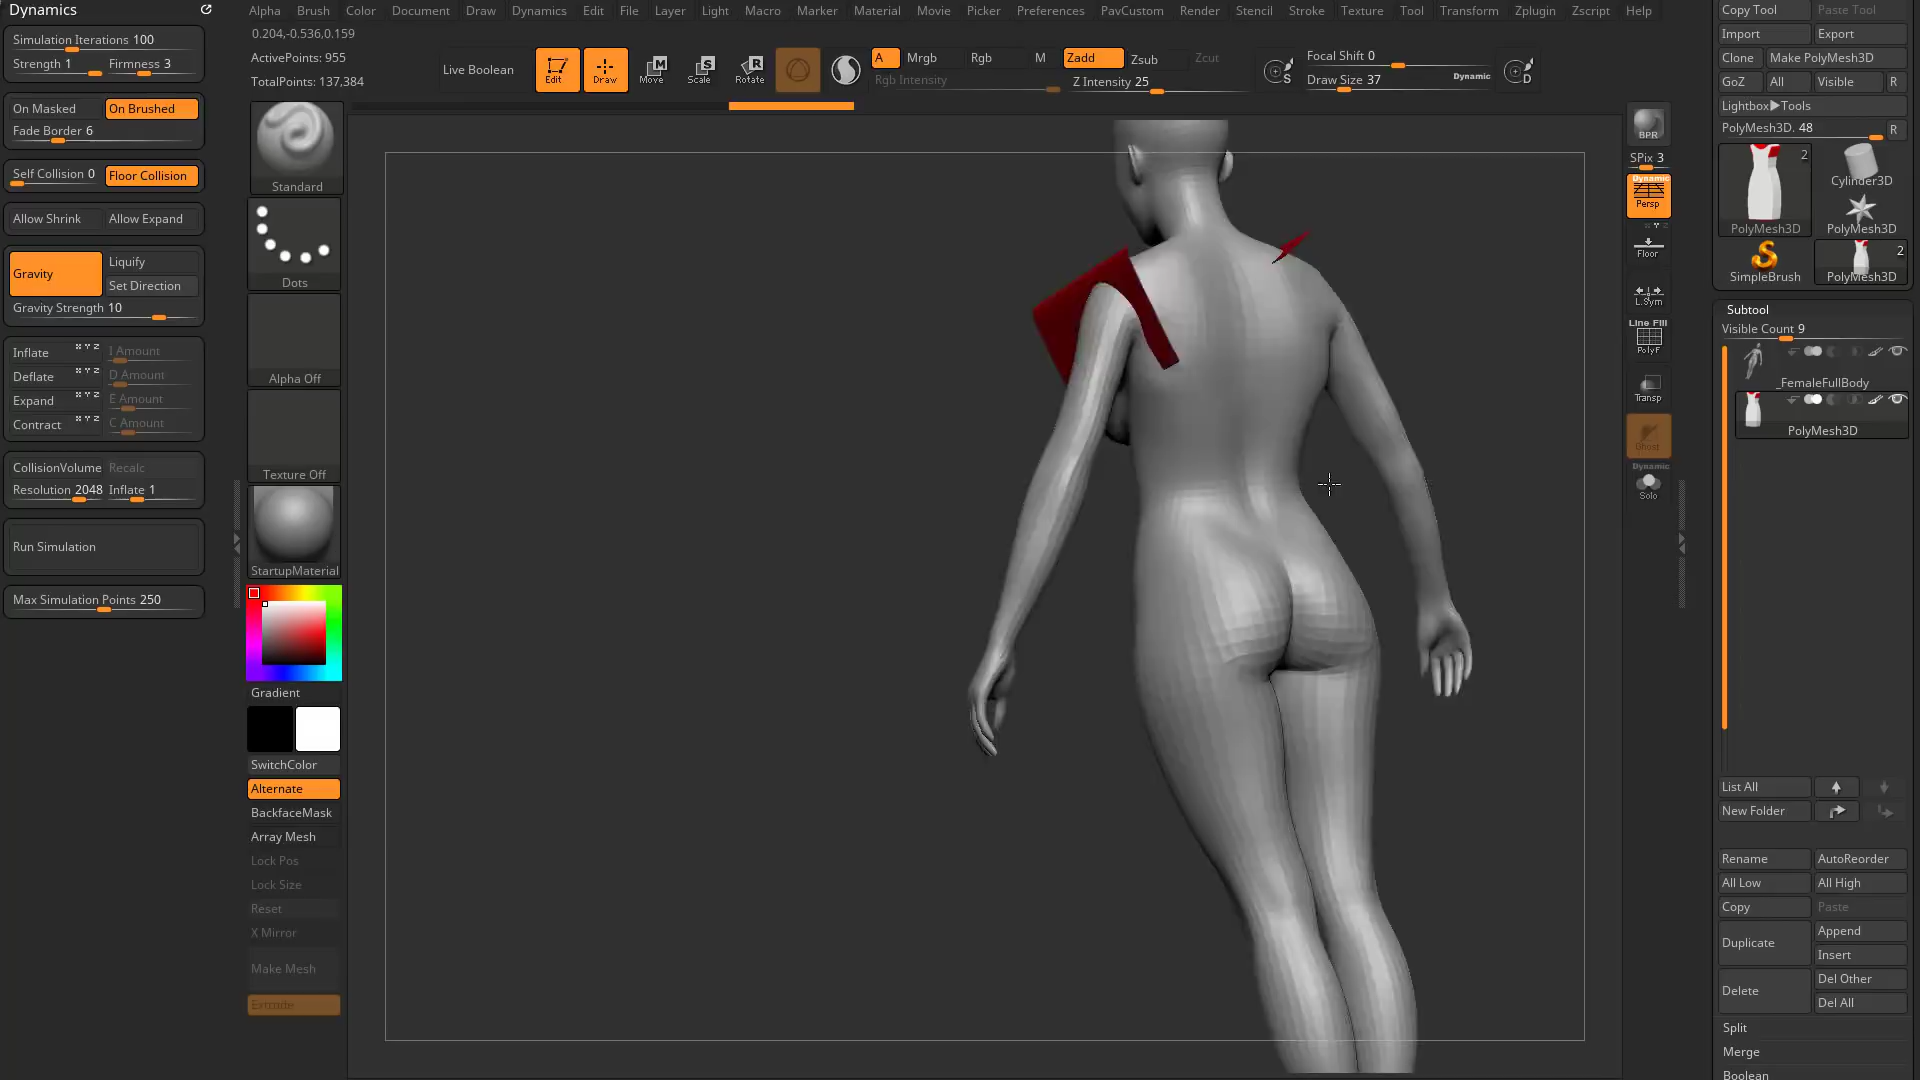 Dynamics
Alpha Brush Color Document Draw Dynamics Edit File Layer Light Macro Marker Material Movie Picker Preferences PavCustom Render Stencil Stroke Texture Tool Transform Zplugin Zscript Help
0.204,-0.536,0.159
ActivePoints: 955
TotalPoints: 137,384
Live Boolean
Edit
Draw
Move
Scale
Rotate
A Mrgb Rgb M Zadd Zsub Zcut
Rgb Intensity Z Intensity 25
Focal Shift 0
Draw Size 37 Dynamic
Simulation Iterations 100
Strength 1 Firmness 3
On Masked On Brushed
Fade Border 6
Self Collision 0 Floor Collision
Allow Shrink Allow Expand
Gravity
Liquify
Set Direction
Gravity Strength 10
Inflate X Y Z I Amount
Deflate X Y Z D Amount
Expand X Y Z E Amount
Contract X Y Z C Amount
CollisionVolume Recalc
Resolution 2048 Inflate 1
Run Simulation
Max Simulation Points 250
Standard
Dots
Alpha Off
Texture Off
StartupMaterial
Gradient
SwitchColor
Alternate
BackfaceMask
Array Mesh
Lock Pos
Lock Size
Reset
X Mirror
Make Mesh
Extrude
BPR
SPix 3
Dynamic
Persp
Floor
L.Sym
Line Fill
PolyF
Transp
Ghost
Dynamic
Solo
Copy Tool Paste Tool
Import Export
Clone Make PolyMesh3D
GoZ All Visible R
Lightbox▶Tools
PolyMesh3D. 48 R
2
PolyMesh3D
Cylinder3D
PolyMesh3D
SimpleBrush
2
PolyMesh3D
Subtool
Visible Count 9
_FemaleFullBody
PolyMesh3D
List All
New Folder
Rename AutoReorder
All Low All High
Copy Paste
Duplicate Append
Insert
Delete Del Other
Del All
Split
Merge
Boolean